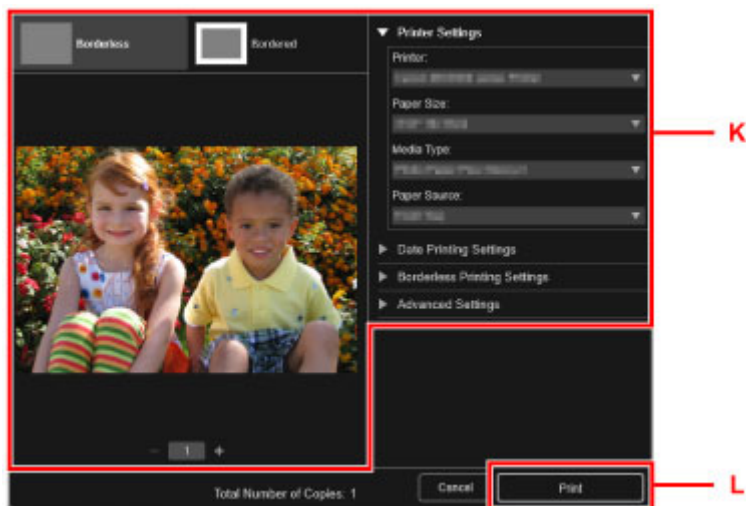 Borderless
Bordered
Printer Settings
Printer:
Paper Size:
Media Type:
Paper Source:
Date Printing Settings
Borderless Printing Settings
Advanced Settings
K
1
Total Number of Copies: 1
Cancel
Print
L